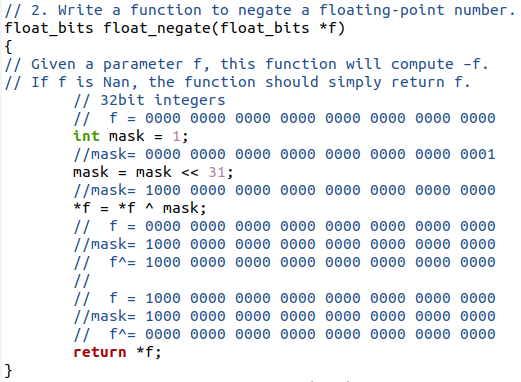 // 2. Write a function to negate a floating-point number.
float_bits float_negate(float_bits *f)
{
// Given a parameter f, this function will compute -f.
// If f is Nan, the function should simply return f.
        // 32bit integers
        //  f = 0000 0000 0000 0000 0000 0000 0000 0000
        int mask = 1;
        //mask= 0000 0000 0000 0000 0000 0000 0000 0001
        mask = mask << 31;
        //mask= 1000 0000 0000 0000 0000 0000 0000 0000
        *f = *f ^ mask;
        //  f = 0000 0000 0000 0000 0000 0000 0000 0000
        //mask= 1000 0000 0000 0000 0000 0000 0000 0000
        //  f^= 1000 0000 0000 0000 0000 0000 0000 0000
        //
        //  f = 1000 0000 0000 0000 0000 0000 0000 0000
        //mask= 1000 0000 0000 0000 0000 0000 0000 0000
        //  f^= 0000 0000 0000 0000 0000 0000 0000 0000
        return *f;
}